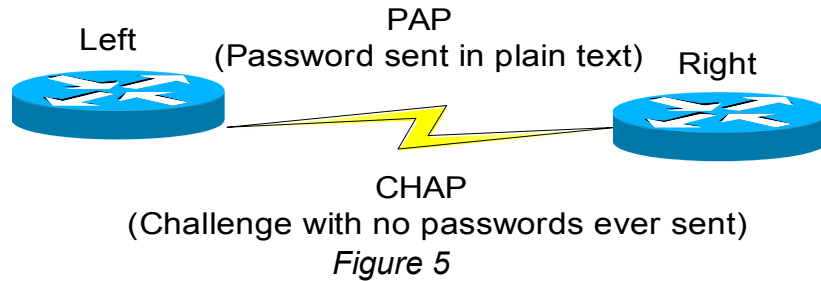 PAP
Left
(Password sent in plain text)
Right
CHAP
(Challenge with no passwords ever sent)
Figure 5